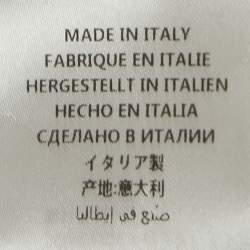 MADE IN ITALY
FABRIQUE EN ITALIE
HERGESTELLT IN ITALIEN
HECHO EN ITALIA
СДЕЛАНО В ИТАЛИИ
イタリア製
产地:意大利
صنع في إيطاليا